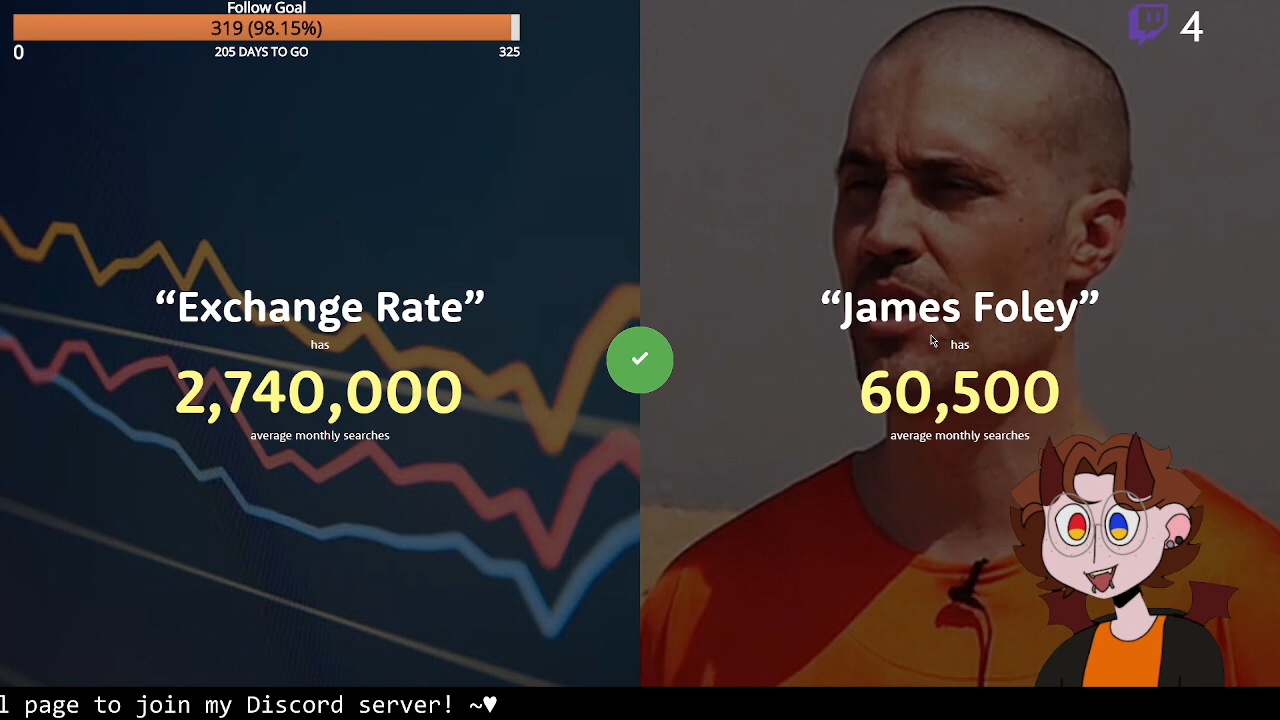 Follow Goal
319 (98.15%)
0
205 DAYS TO GO
325
4
“Exchange Rate”
has
2,740,000
average monthly searches
“James Foley”
has
60,500
average monthly searches
l page to join my Discord server! ~♥